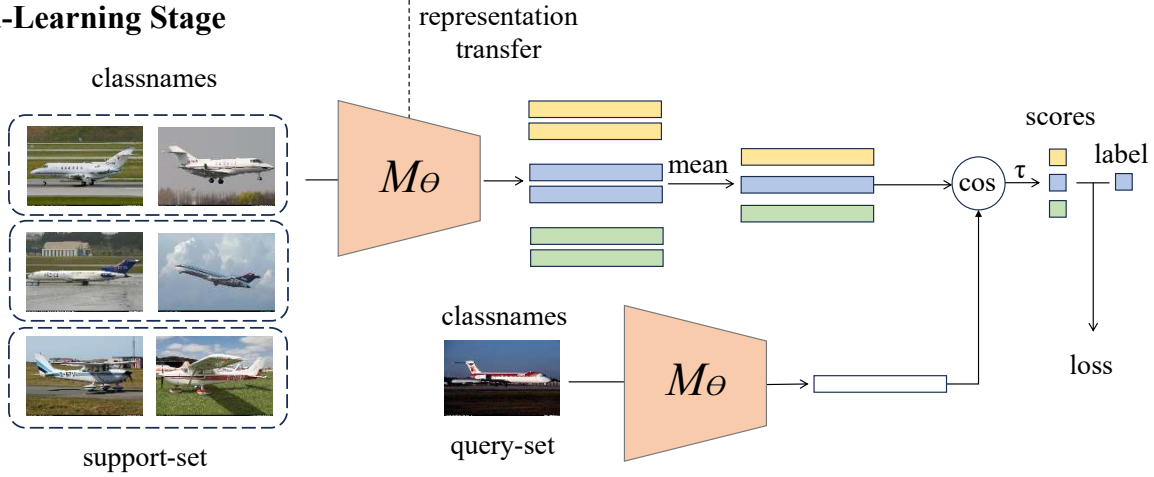 -Learning Stage
representation
transfer
classnames
scores
label
mean
Mθ
cos
τ
classnames
loss
Mθ
query-set
support-set